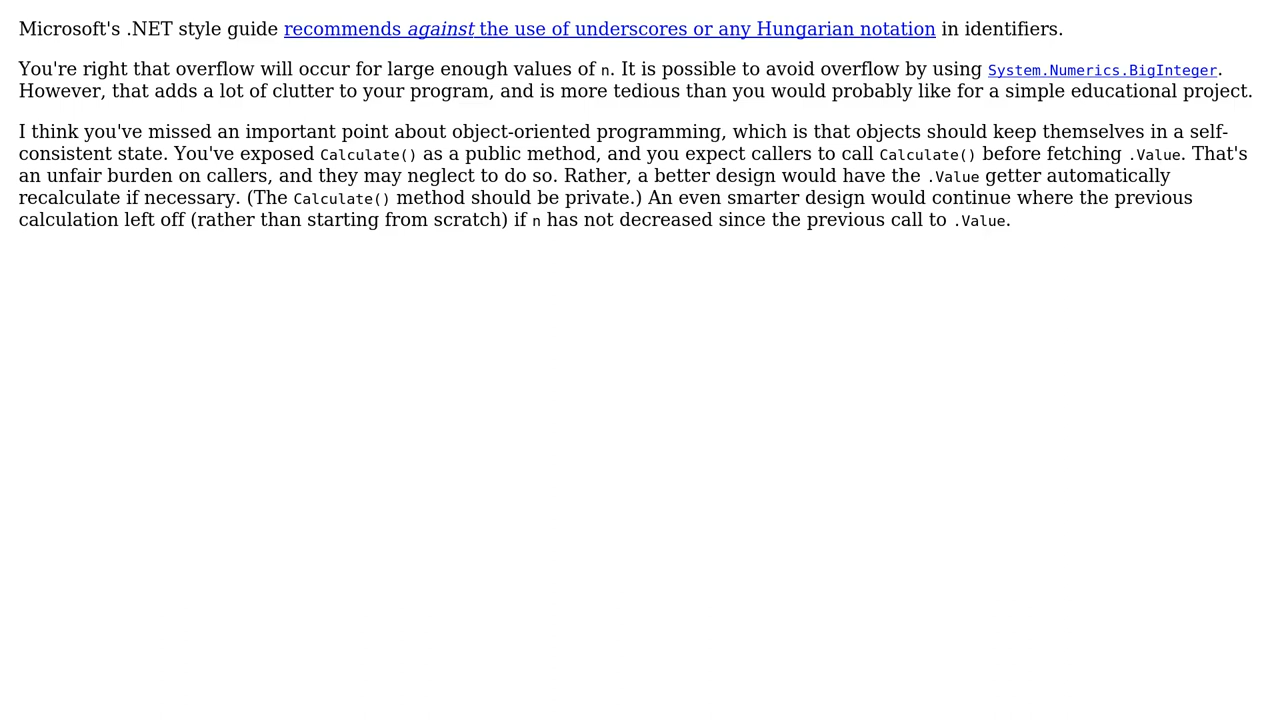 Microsoft's .NET style guide recommends against the use of underscores or any Hungarian notation in identifiers.
You're right that overflow will occur for large enough values of n. It is possible to avoid overflow by using System.Numerics.BigInteger.
However, that adds a lot of clutter to your program, and is more tedious than you would probably like for a simple educational project.
I think you've missed an important point about object-oriented programming, which is that objects should keep themselves in a self-
consistent state. You've exposed Calculate() as a public method, and you expect callers to call Calculate() before fetching .Value. That's
an unfair burden on callers, and they may neglect to do so. Rather, a better design would have the .Value getter automatically
recalculate if necessary. (The Calculate() method should be private.) An even smarter design would continue where the previous
calculation left off (rather than starting from scratch) if n has not decreased since the previous call to .Value.